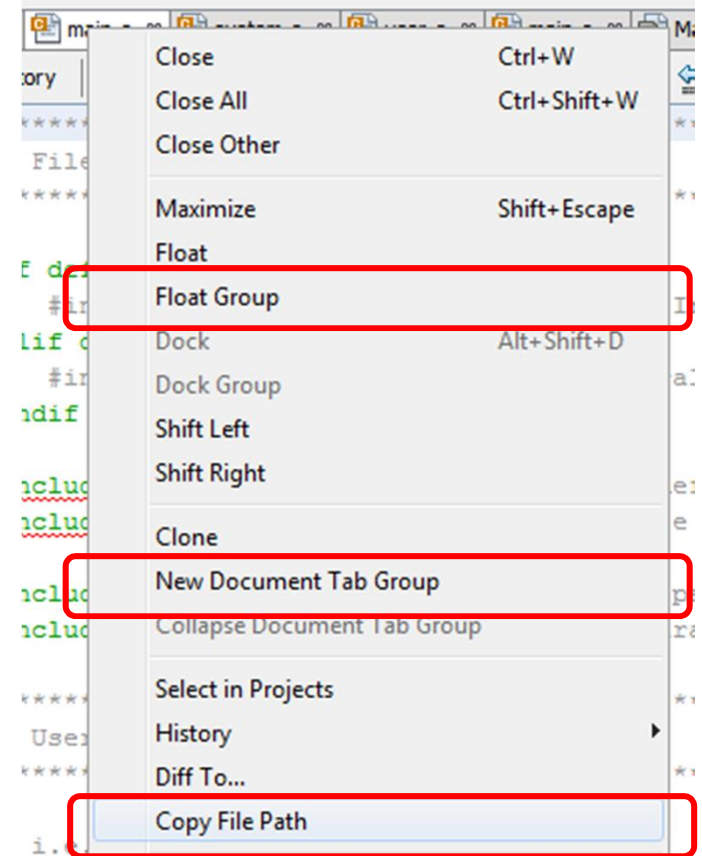 Close Ctrl+W
Close All Ctrl+Shift+W
Close Other
File
Maximize Shift+Escape
Float
Float Group
Dock Alt+Shift+D
Dock Group
Shift Left
Shift Right
Clone
New Document Tab Group
Collapse Document Tab Group
Select in Projects
History
Diff To...
Copy File Path
i.e.